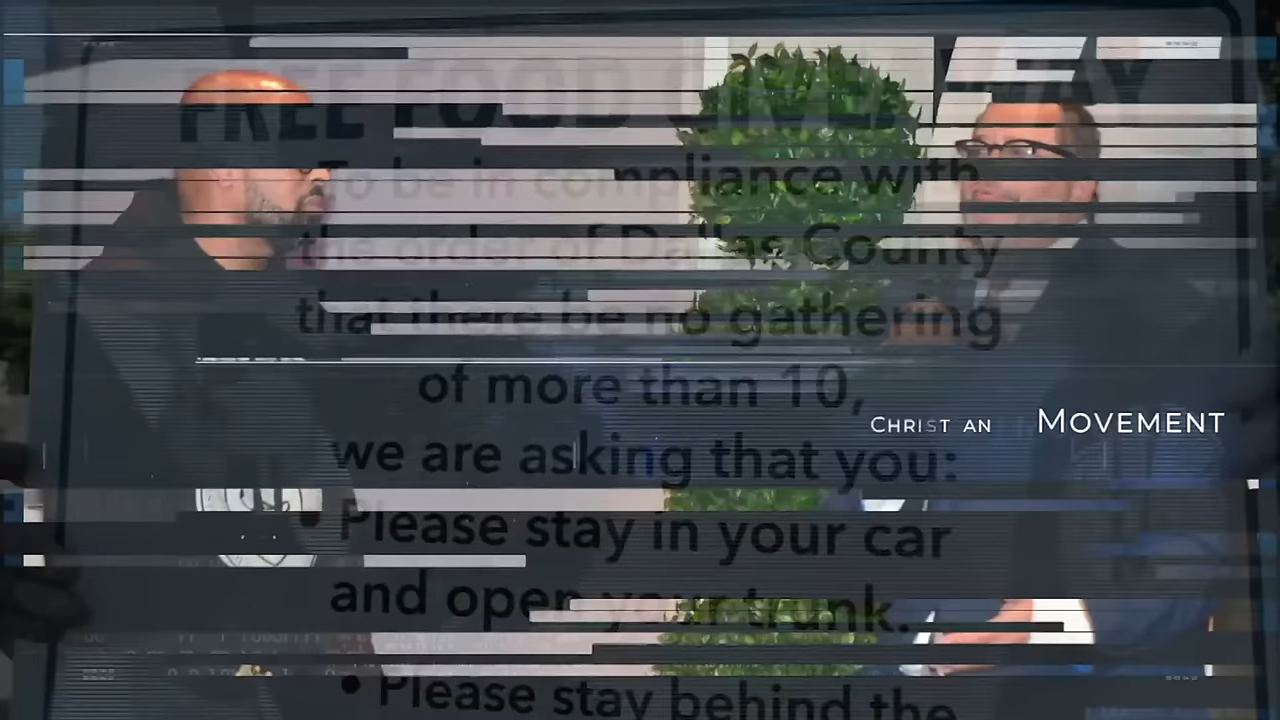 FREE FOOD GIVEAWAY
To be in compliance with
the order of Dallas County
that there be no gathering
of more than 10,
we are asking that you:
• Please stay in your car
and open your trunk.
• Please stay behind the
CHRIST AN MOVEMENT